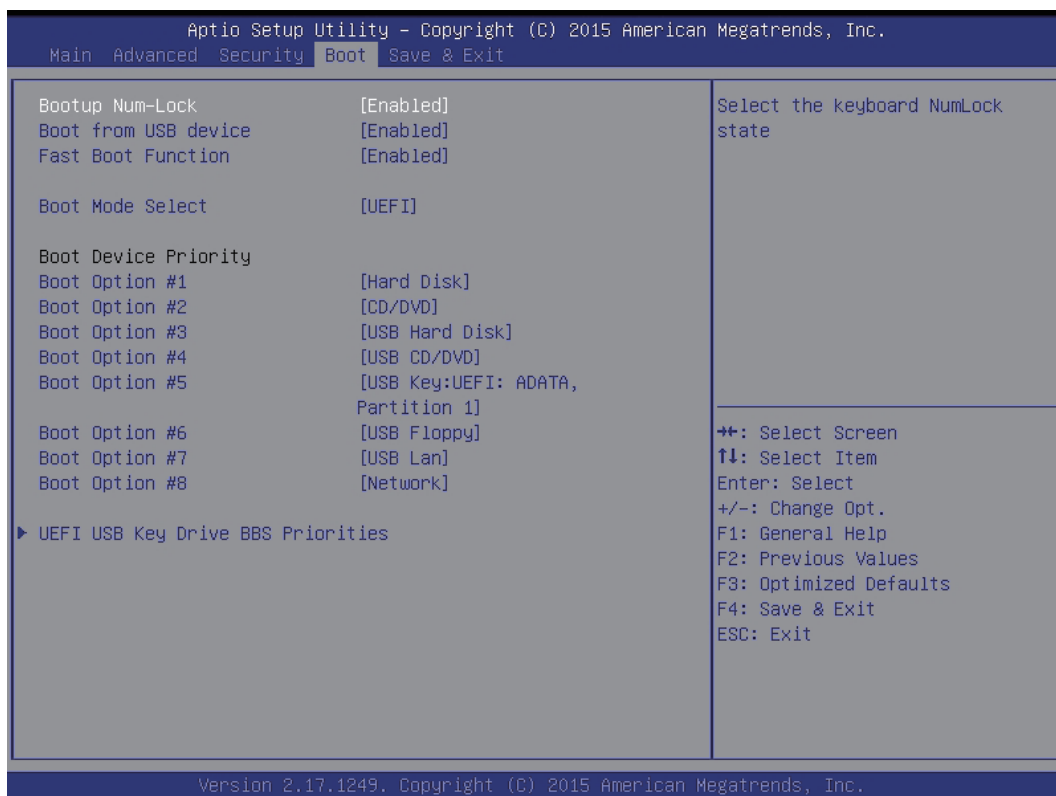 Aptio Setup Utility – Copyright (C) 2015 American Megatrends, Inc.
Main Advanced Security Boot Save & Exit
Bootup Num-Lock [Enabled]
Boot from USB device [Enabled]
Fast Boot Function [Enabled]
Boot Mode Select [UEFI]
Boot Device Priority
Boot Option #1 [Hard Disk]
Boot Option #2 [CD/DVD]
Boot Option #3 [USB Hard Disk]
Boot Option #4 [USB CD/DVD]
Boot Option #5 [USB Key:UEFI: ADATA,
Partition 1]
Boot Option #6 [USB Floppy]
Boot Option #7 [USB Lan]
Boot Option #8 [Network]
UEFI USB Key Drive BBS Priorities
Select the keyboard NumLock
state
→←: Select Screen
↑↓: Select Item
Enter: Select
+/-: Change Opt.
F1: General Help
F2: Previous Values
F3: Optimized Defaults
F4: Save & Exit
ESC: Exit
Version 2.17.1249. Copyright (C) 2015 American Megatrends, Inc.